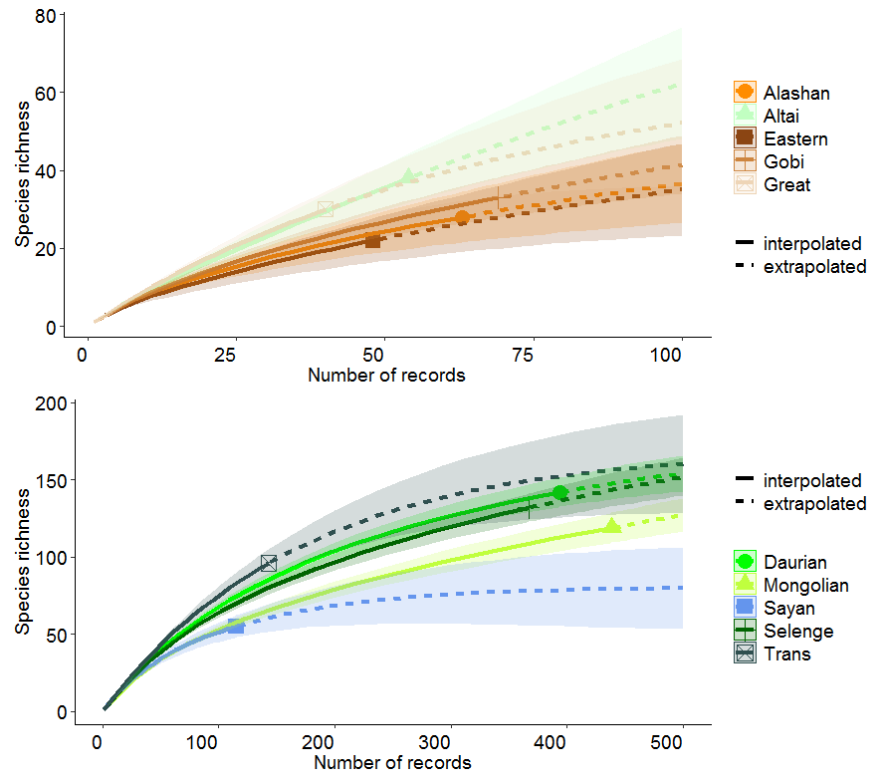 80
60
40
20
0
Species richness
0 25 50 75 100
Number of records
Alashan
Altai
Eastern
Gobi
Great
interpolated
extrapolated
200
150
100
50
0
Species richness
0 100 200 300 400 500
Number of records
interpolated
extrapolated
Daurian
Mongolian
Sayan
Selenge
Trans